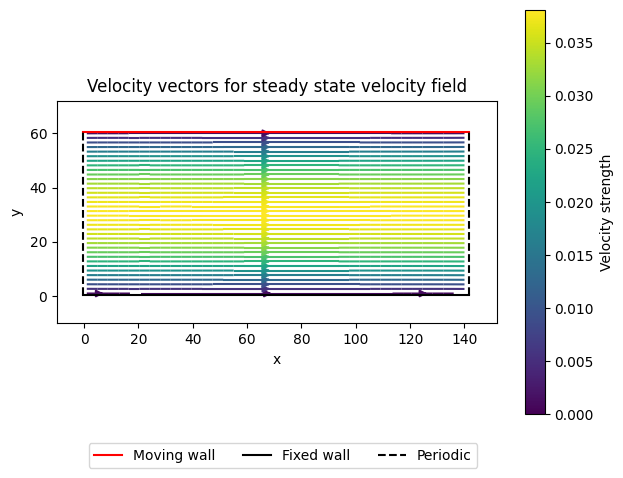 Velocity vectors for steady state velocity field
y
60
40
20
0
0 20 40 60 80 100 120 140
x
0.035
0.030
0.025
0.020
0.015
0.010
0.005
0.000
Velocity strength
Moving wall Fixed wall Periodic